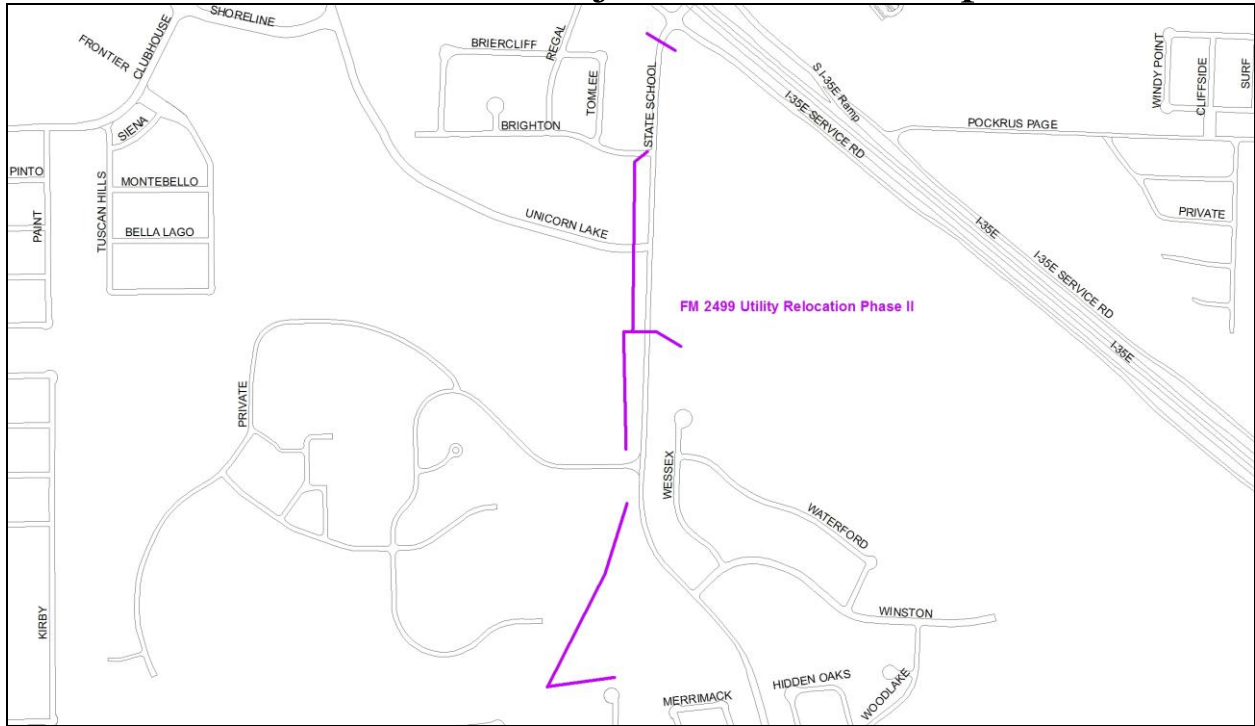 SHORELINE
FRONTIER
CLUBHOUSE
BRIERCLIFF
REGAL
TOMLEE
STATE SCHOOL
S I-35E Ramp
I-35E SERVICE RD
WINDY POINT
CLIFFSIDE
SURF
POCKRUS PAGE
SIENA
BRIGHTON
PINTO
MONTEBELLO
TUSCAN HILLS
PAINT
BELLA LAGO
UNICORN LAKE
PRIVATE
I-35E
I-35E SERVICE RD
FM 2499 Utility Relocation Phase II
I-35E
PRIVATE
WESSEX
WATERFORD
WINSTON
KIRBY
HIDDEN OAKS
WOODLAKE
MERRIMACK